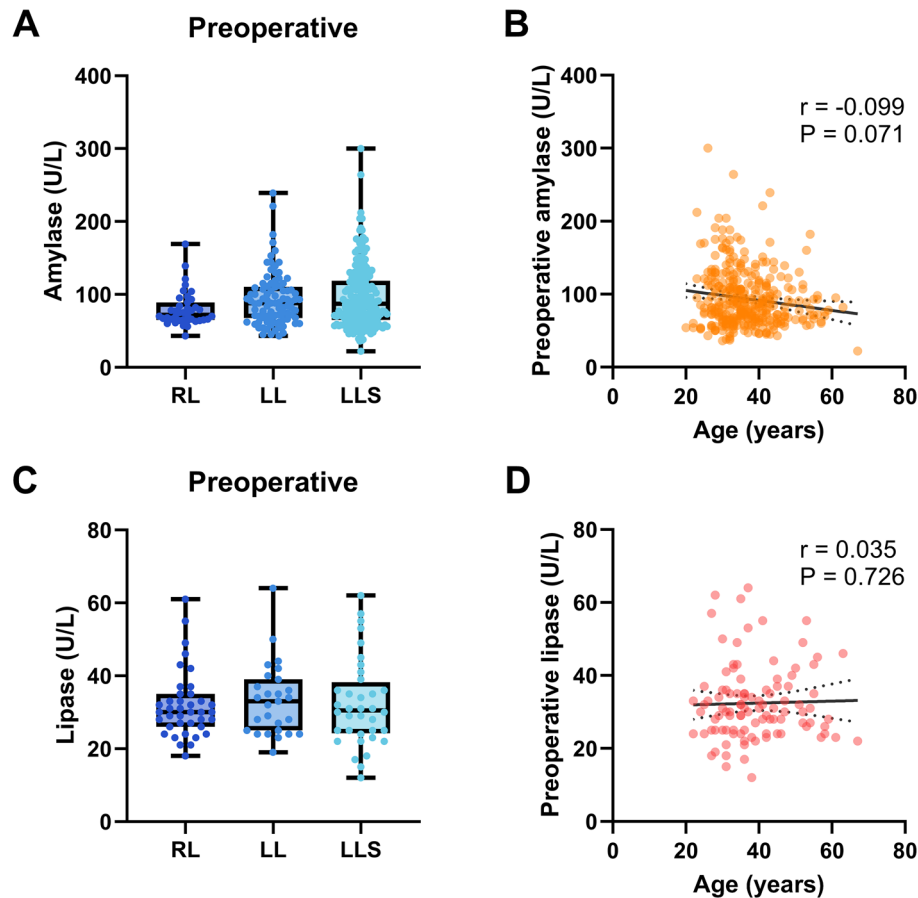 A
Preoperative
400
300
200
100
0
Amylase (U/L)
RL
LL
LLS
B
400
300
200
100
0
Preoperative amylase (U/L)
r = -0.099
P = 0.071
0
20
40
60
80
Age (years)
C
Preoperative
80
60
40
20
0
Lipase (U/L)
RL
LL
LLS
D
80
60
40
20
0
Preoperative lipase (U/L)
r = 0.035
P = 0.726
0
20
40
60
80
Age (years)